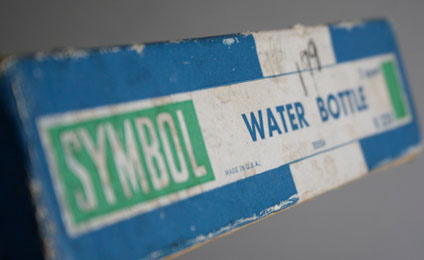 SYMBOL
179
WATER BOTTLE
MADE IN U.S.A.